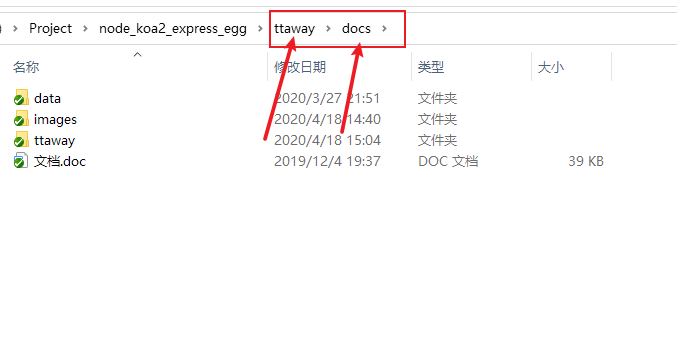 Project > node_koa2_express_egg > ttaway > docs >
名称 修改日期 类型 大小
data 2020/3/27 21:51 文件夹
images 2020/4/18 14:40 文件夹
ttaway 2020/4/18 15:04 文件夹
文档.doc 2019/12/4 19:37 DOC 文档 39 KB